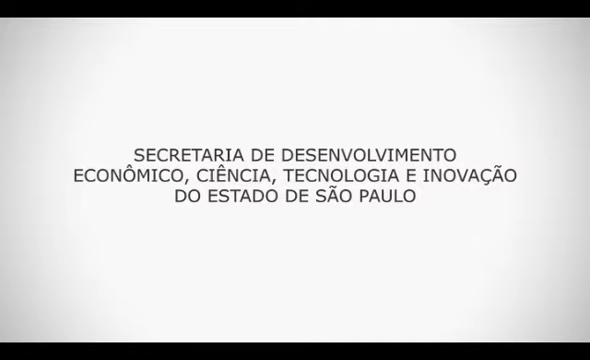 SECRETARIA DE DESENVOLVIMENTO
ECONÔMICO, CIÊNCIA, TECNOLOGIA E INOVAÇÃO
DO ESTADO DE SÃO PAULO